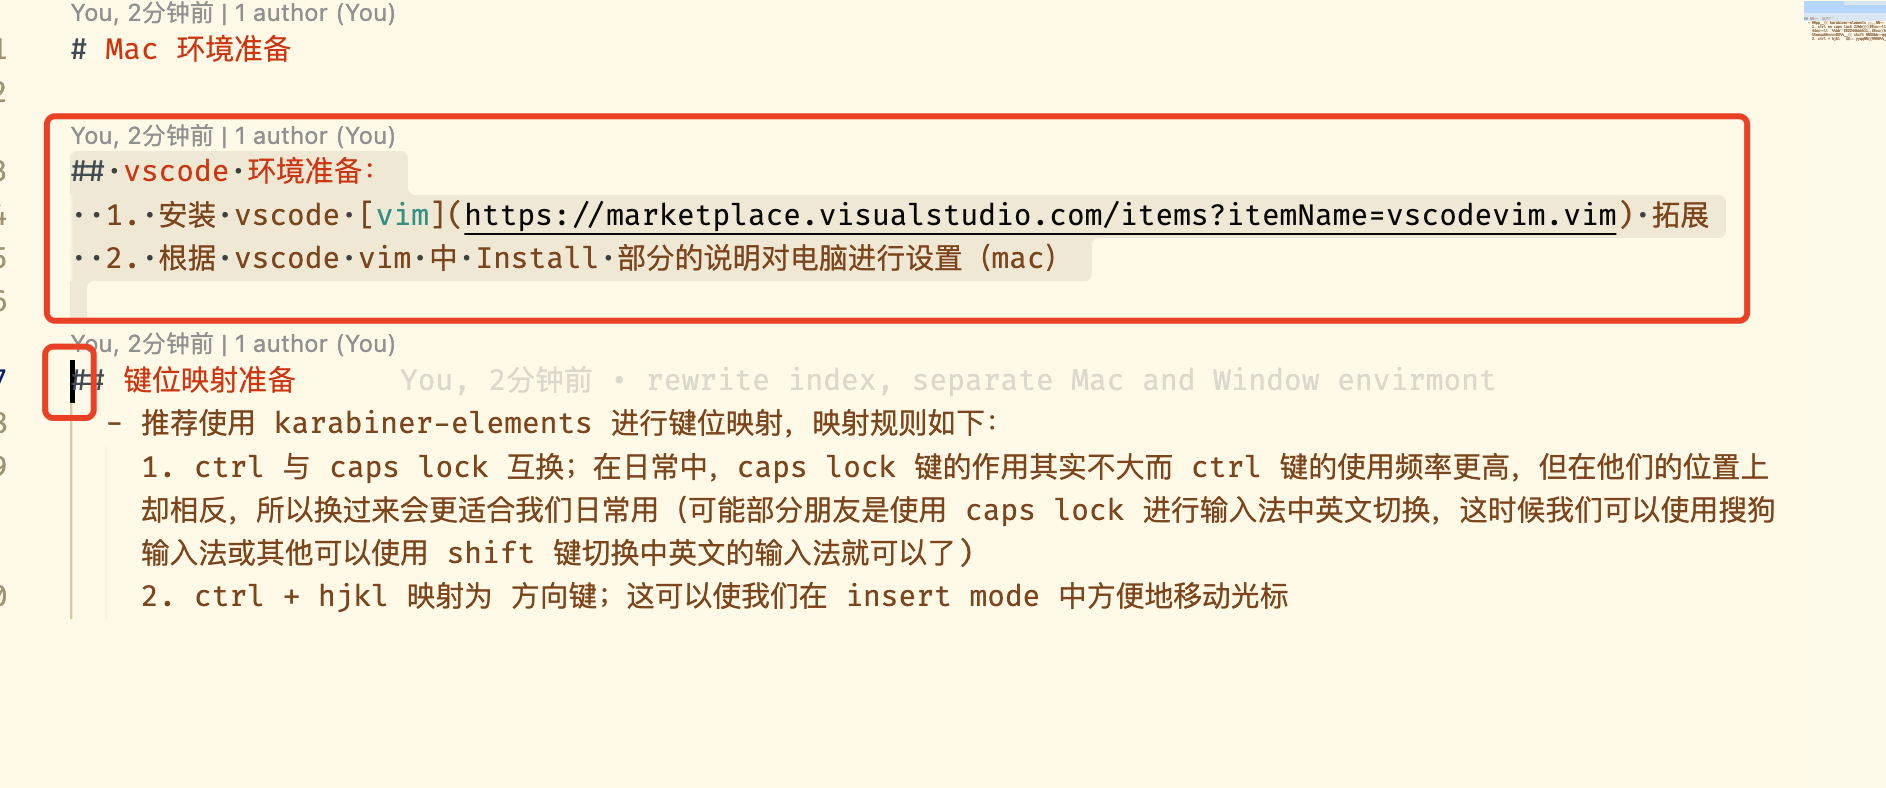 You, 2分钟前 | 1 author (You)
# Mac 环境准备
You, 2分钟前 | 1 author (You)
##·vscode·环境准备：
··1.·安装·vscode·[vim](https://marketplace.visualstudio.com/items?itemName=vscodevim.vim)·拓展
··2.·根据·vscode·vim·中·Install·部分的说明对电脑进行设置（mac）
You, 2分钟前 | 1 author (You)
## 键位映射准备 You, 2分钟前 • rewrite index, separate Mac and Window envirmont
- 推荐使用 karabiner-elements 进行键位映射，映射规则如下：
1. ctrl 与 caps lock 互换；在日常中，caps lock 键的作用其实不大而 ctrl 键的使用频率更高，但在他们的位置上
却相反，所以换过来会更适合我们日常用（可能部分朋友是使用 caps lock 进行输入法中英文切换，这时候我们可以使用搜狗
输入法或其他可以使用 shift 键切换中英文的输入法就可以了）
2. ctrl + hjkl 映射为 方向键；这可以使我们在 insert mode 中方便地移动光标